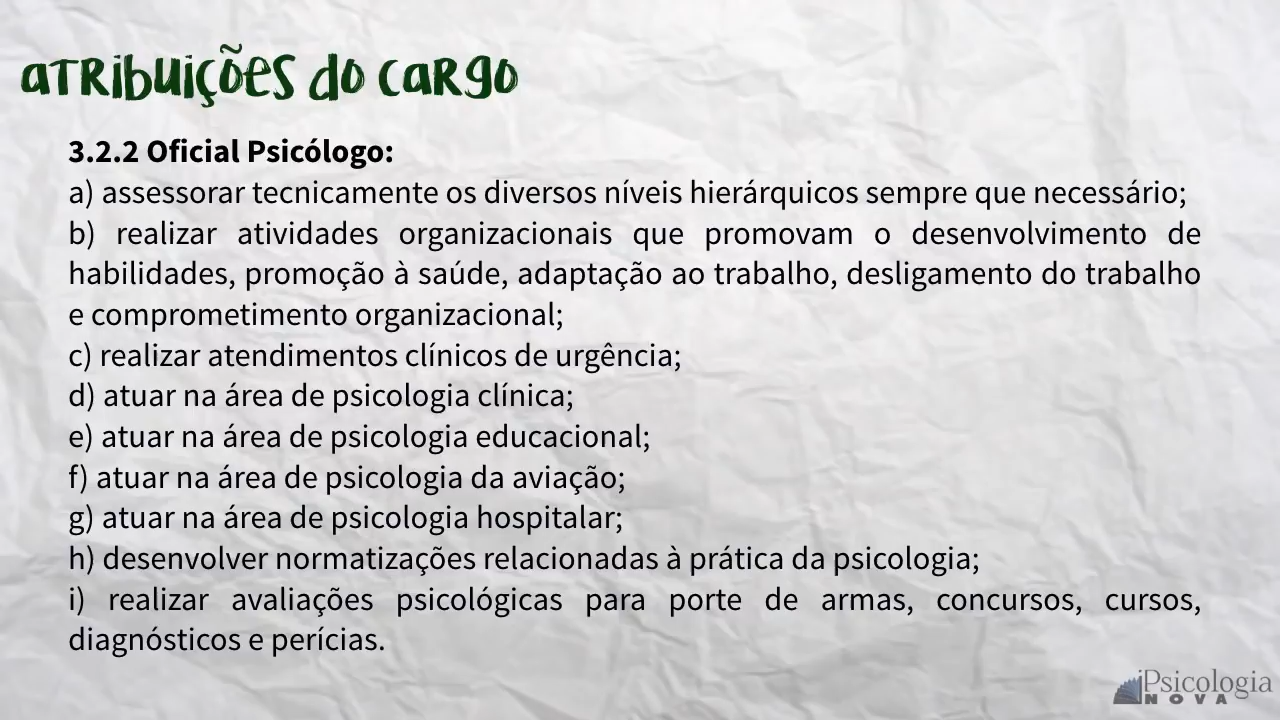 atribuições do cargo
3.2.2 Oficial Psicólogo:
a) assessorar tecnicamente os diversos níveis hierárquicos sempre que necessário;
b) realizar atividades organizacionais que promovam o desenvolvimento de
habilidades, promoção à saúde, adaptação ao trabalho, desligamento do trabalho
e comprometimento organizacional;
c) realizar atendimentos clínicos de urgência;
d) atuar na área de psicologia clínica;
e) atuar na área de psicologia educacional;
f) atuar na área de psicologia da aviação;
g) atuar na área de psicologia hospitalar;
h) desenvolver normatizações relacionadas à prática da psicologia;
i) realizar avaliações psicológicas para porte de armas, concursos, cursos,
diagnósticos e perícias.
Psicologia
NOVA